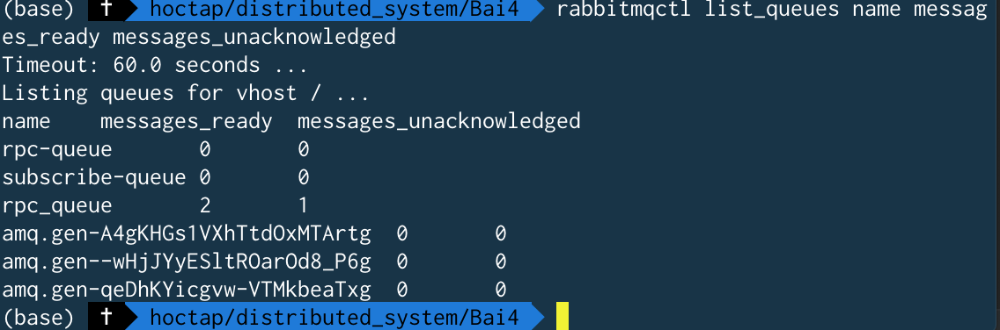 (base) † hoctap/distributed_system/Bai4 rabbitmqctl list_queues name messag
es_ready messages_unacknowledged
Timeout: 60.0 seconds ...
Listing queues for vhost / ...
name messages_ready messages_unacknowledged
rpc-queue 0 0
subscribe-queue 0 0
rpc_queue 2 1
amq.gen-A4gKHGs1VXhTtdOxMTArtg 0 0
amq.gen--wHjJYyESltROarOd8_P6g 0 0
amq.gen-qeDhKYicgvw-VTMkbeaTxg 0 0
(base) † hoctap/distributed_system/Bai4